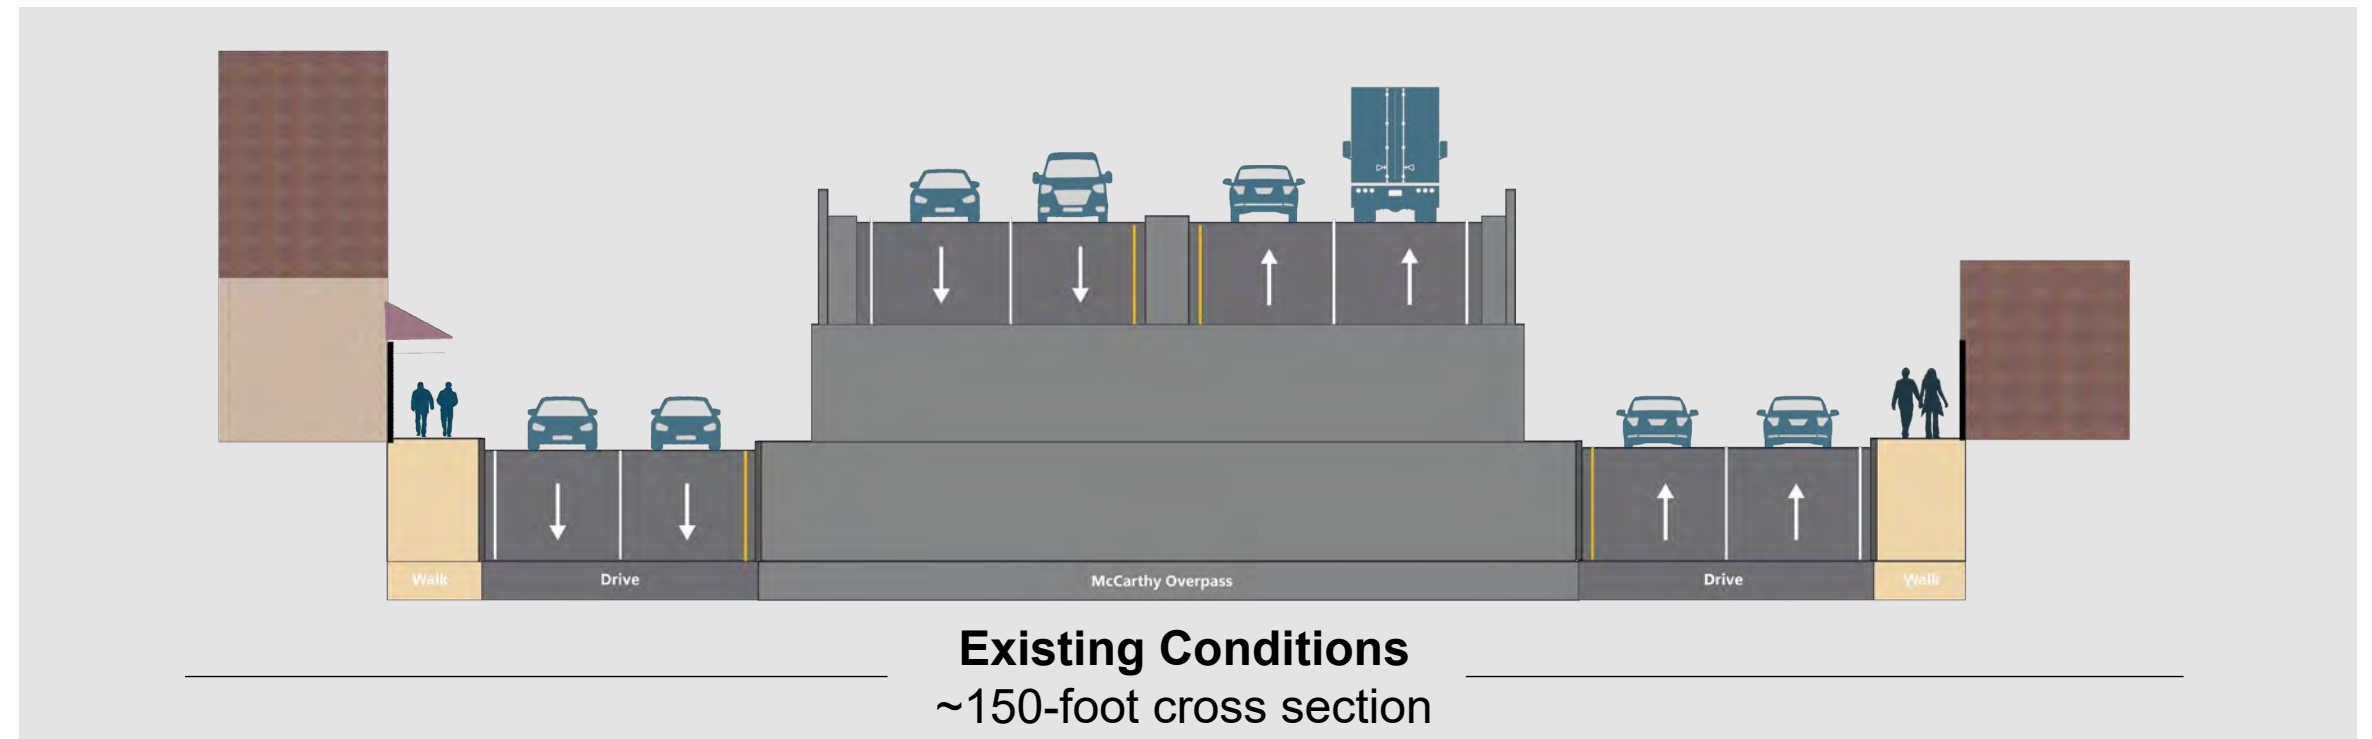 Walk
Drive
McCarthy Overpass
Drive
Walk
Existing Conditions
~150-foot cross section